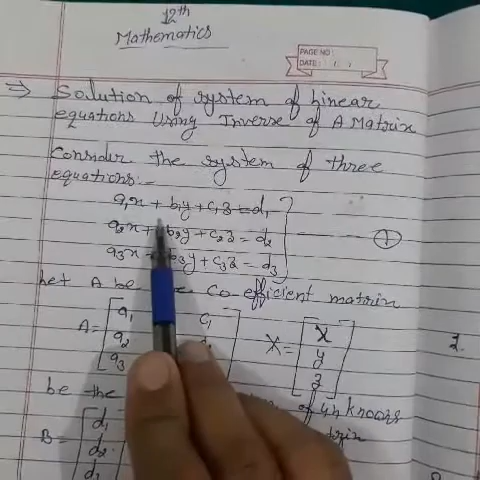 12th
Mathematics
PAGE NO:
DATE: / /
⇒ Solution of system of Linear
equations Using Inverse of A Matrix
Consider the system of three
equations:-
a₁x + b₁y + c₁z = d₁
a₂x + b₂y + c₂z = d₂ ①
a₃x + b₃y + c₃z = d₃
Let A be Co-efficient matrix
A = [a₁ c₁ X = [x
a₂ y
a₃ z]
be the of
B = [d₁
d₂
d₃